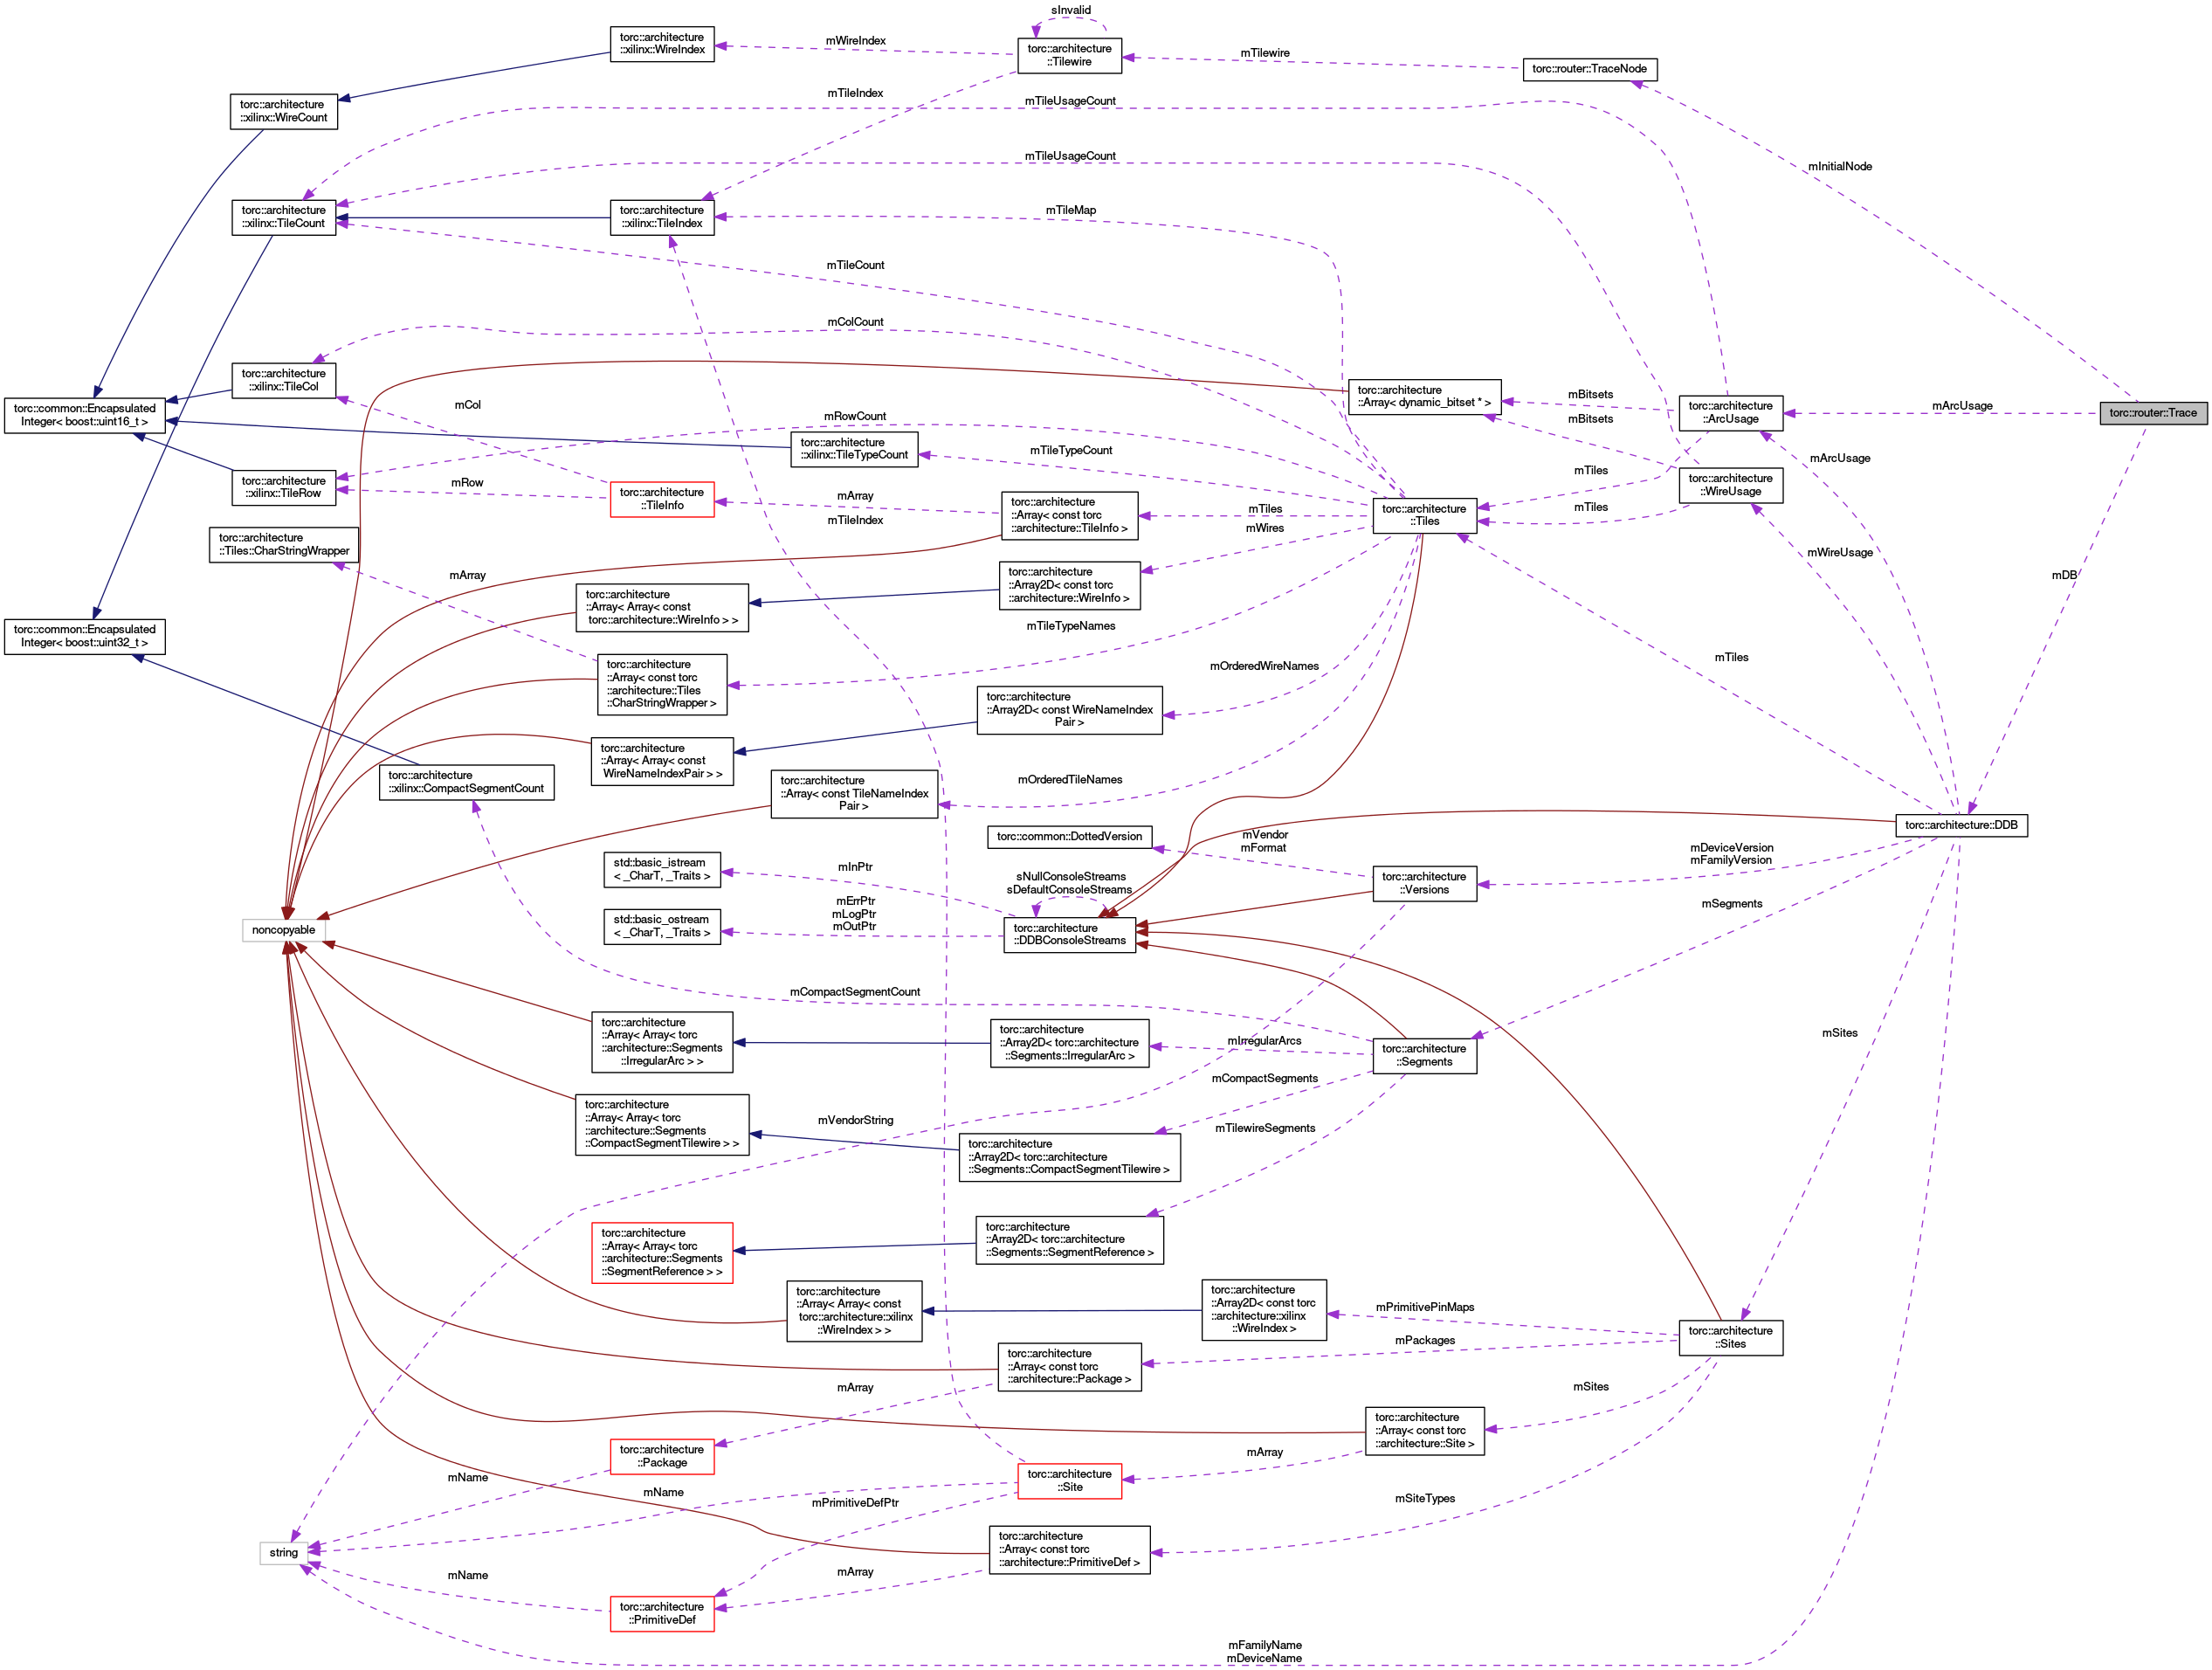 sInvalid
torc::architecture
::xilinx::WireIndex
mWireIndex
torc::architecture
::Tilewire
mTilewire
torc::router::TraceNode
torc::architecture
::xilinx::WireCount
mTileIndex
mTileUsageCount
mTileUsageCount
mInitialNode
torc::architecture
::xilinx::TileCount
torc::architecture
::xilinx::TileIndex
mTileMap
mTileCount
mColCount
torc::architecture
::xilinx::TileCol
torc::common::Encapsulated
Integer< boost::uint16_t >
mCol
mRowCount
torc::architecture
::Array< dynamic_bitset * >
mBitsets
mBitsets
torc::architecture
::ArcUsage
mArcUsage
torc::router::Trace
torc::architecture
::xilinx::TileTypeCount
mTileTypeCount
mTiles
mArcUsage
torc::architecture
::xilinx::TileRow
mRow
torc::architecture
::TileInfo
mArray
mTileIndex
torc::architecture
::Array< const torc
::architecture::TileInfo >
mTiles
mWires
torc::architecture
::Tiles
mTiles
torc::architecture
::WireUsage
torc::architecture
::Tiles::CharStringWrapper
mArray
mWireUsage
mDB
torc::architecture
::Array2D< const torc
::architecture::WireInfo >
torc::architecture
::Array< Array< const
torc::architecture::WireInfo > >
torc::common::Encapsulated
Integer< boost::uint32_t >
mTileTypeNames
torc::architecture
::Array< const torc
::architecture::Tiles
::CharStringWrapper >
mOrderedWireNames
mTiles
torc::architecture
::Array2D< const WireNameIndex
Pair >
torc::architecture
::Array< Array< const
WireNameIndexPair > >
torc::architecture
::xilinx::CompactSegmentCount
torc::architecture
::Array< const TileNameIndex
Pair >
mOrderedTileNames
torc::architecture::DDB
torc::common::DottedVersion
mVendor
mFormat
mDeviceVersion
mFamilyVersion
std::basic_istream
< _CharT, _Traits >
mInPtr
sNullConsoleStreams
sDefaultConsoleStreams
torc::architecture
::Versions
mSegments
std::basic_ostream
< _CharT, _Traits >
mErrPtr
mLogPtr
mOutPtr
torc::architecture
::DDBConsoleStreams
noncopyable
mCompactSegmentCount
mSites
torc::architecture
::Array< Array< torc
::architecture::Segments
::IrregularArc > >
torc::architecture
::Array2D< torc::architecture
::Segments::IrregularArc >
mIrregularArcs
torc::architecture
::Segments
mCompactSegments
mTilewireSegments
torc::architecture
::Array< Array< torc
::architecture::Segments
::CompactSegmentTilewire > >
mVendorString
torc::architecture
::Array2D< torc::architecture
::Segments::CompactSegmentTilewire >
torc::architecture
::Array< Array< torc
::architecture::Segments
::SegmentReference > >
torc::architecture
::Array2D< torc::architecture
::Segments::SegmentReference >
torc::architecture
::Array< Array< const
torc::architecture::xilinx
::WireIndex > >
torc::architecture
::Array2D< const torc
::architecture::xilinx
::WireIndex >
mPrimitivePinMaps
mPackages
torc::architecture
::Sites
torc::architecture
::Array< const torc
::architecture::Package >
mArray
mSites
torc::architecture
::Array< const torc
::architecture::Site >
mArray
torc::architecture
::Package
mName
mName
torc::architecture
::Site
mPrimitiveDefPtr
mSiteTypes
string
torc::architecture
::Array< const torc
::architecture::PrimitiveDef >
mArray
mName
torc::architecture
::PrimitiveDef
mFamilyName
mDeviceName